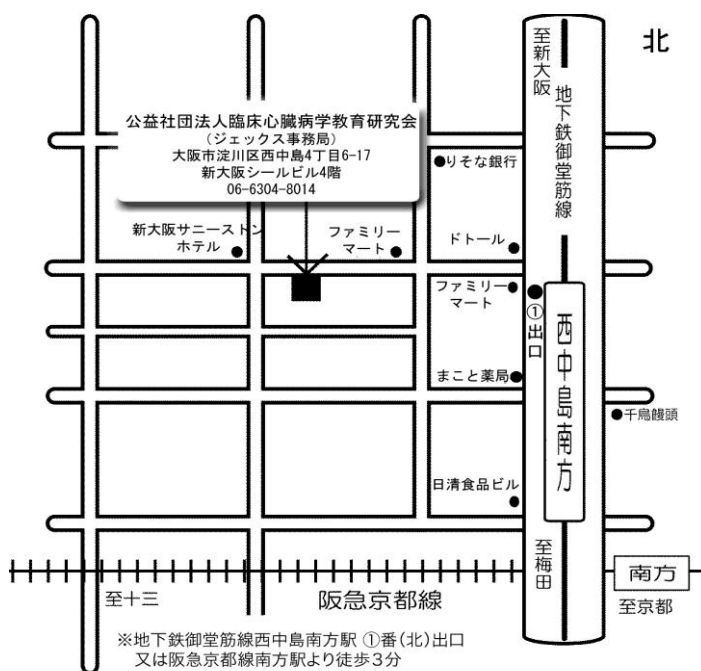 至新大阪
北
地下鉄御堂筋線
公益社団法人臨床心臓病学教育研究会
(ジェックス事務局)
大阪市淀川区西中島4丁目6-17
新大阪シールビル4階
06-6304-8014
りそな銀行
新大阪サニーストン
ホテル
ファミリー
マート
ドトール
ファミリー
マート
①出口
西中島南方
まこと薬局
千鳥饅頭
日清食品ビル
至梅田
南方
至十三
阪急京都線
至京都
※地下鉄御堂筋線西中島南方駅 ①番(北)出口
又は阪急京都線南方駅より徒歩3分